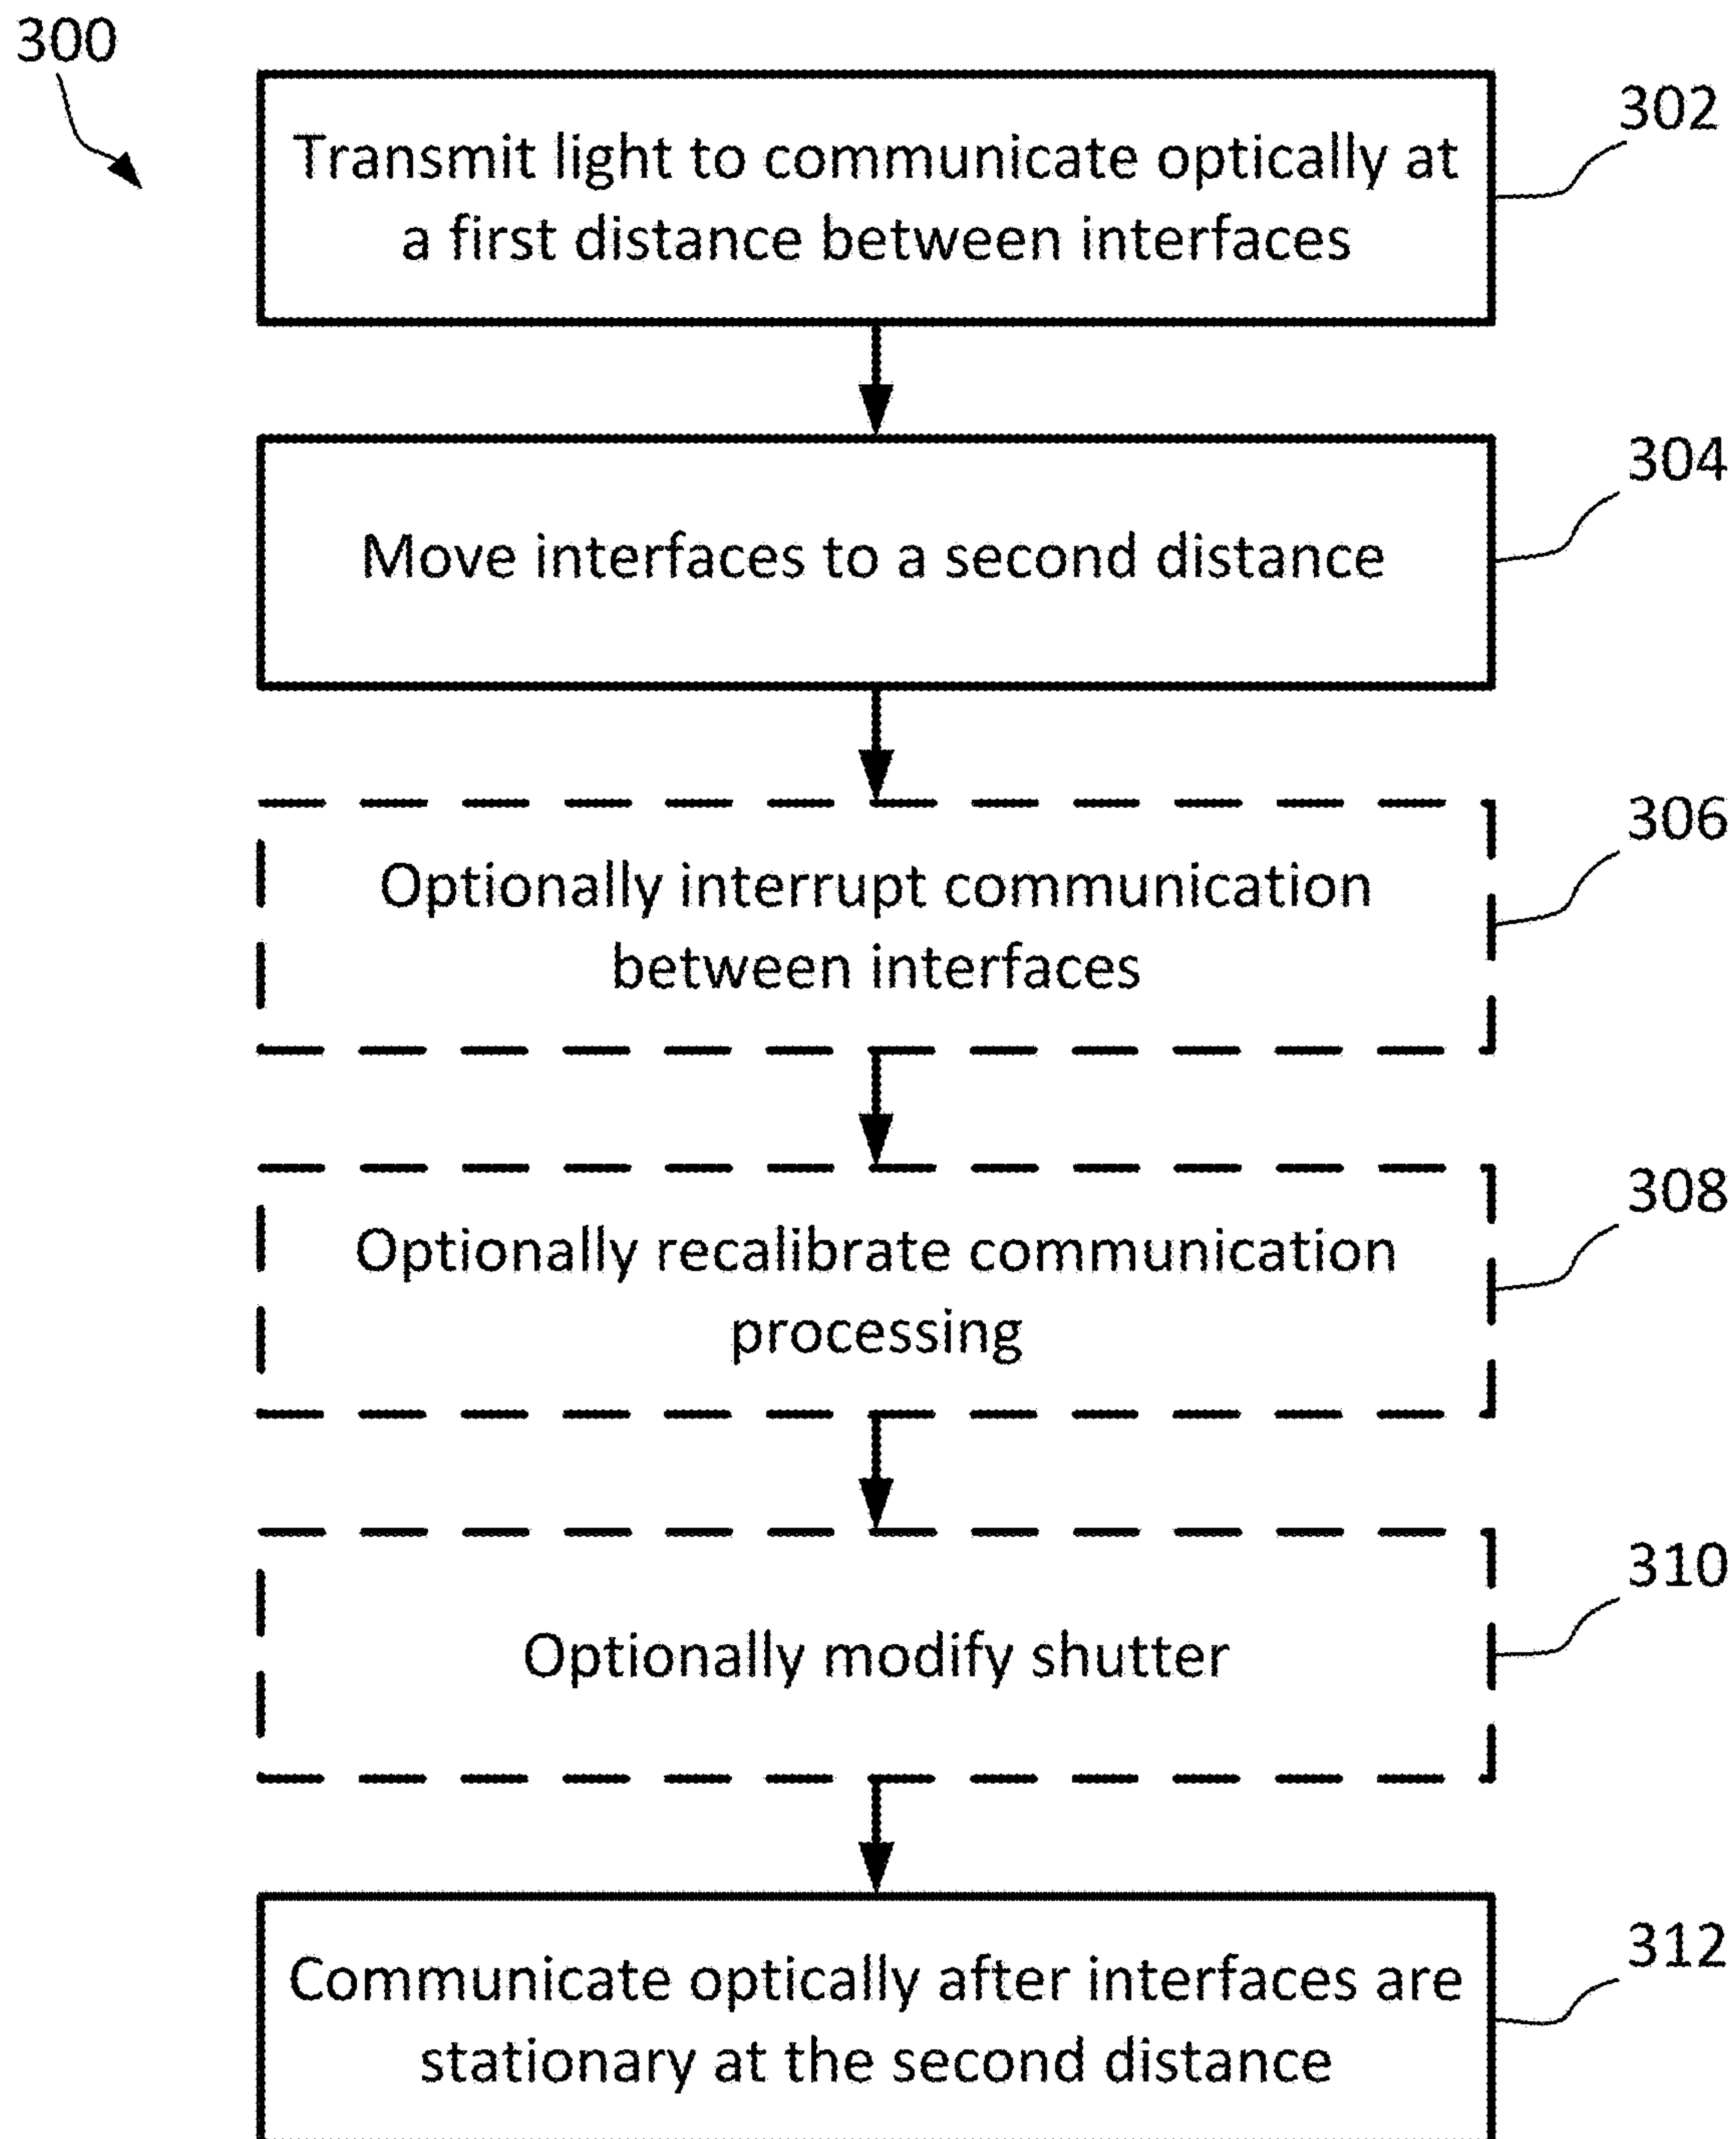 300
302
Transmit light to communicate optically at
a first distance between interfaces
304
Move interfaces to a second distance
306
Optionally interrupt communication
between interfaces
308
Optionally recalibrate communication
processing
310
Optionally modify shutter
312
Communicate optically after interfaces are
stationary at the second distance